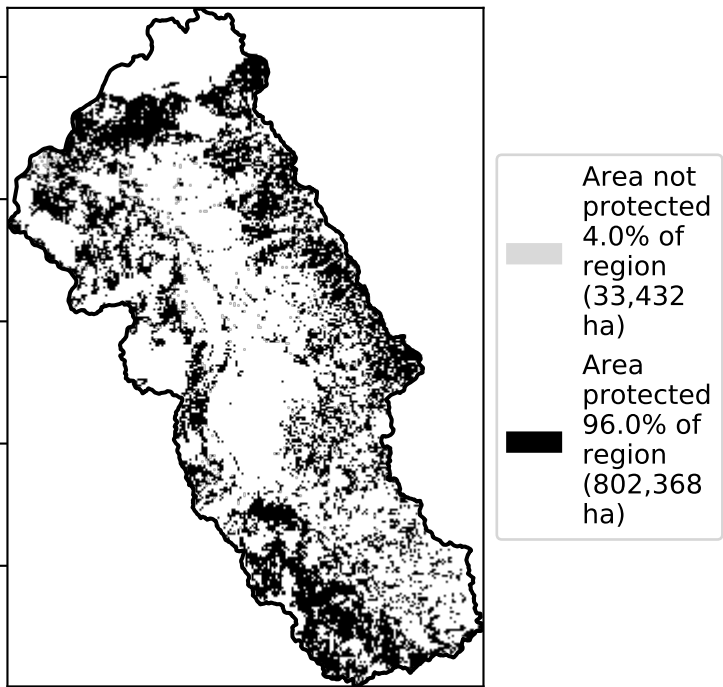 Area not
protected
4.0% of
region
(33,432
ha)
Area
protected
96.0% of
region
(802,368
ha)